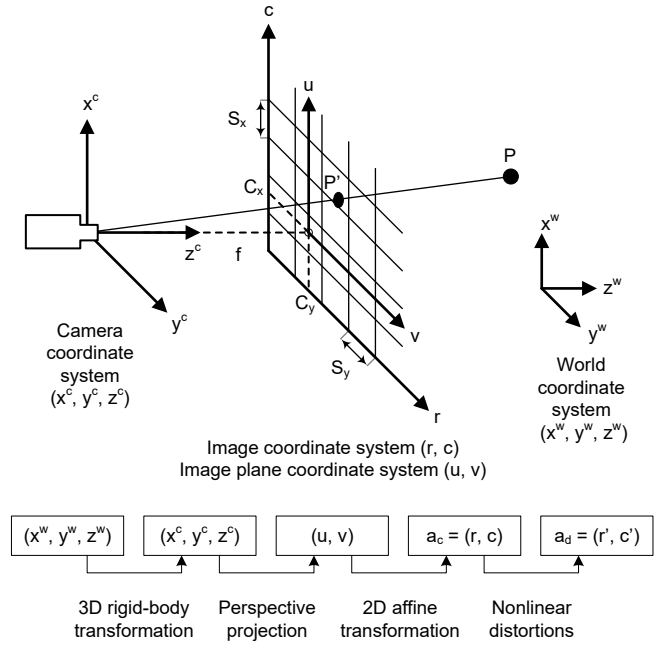 c
u
x^c
S_x
P
P'
C_x
x^w
z^c
f
z^w
C_y
y^w
y^c
v
Camera
coordinate
system
(x^c, y^c, z^c)
S_y
World
coordinate
system
(x^w, y^w, z^w)
r
Image coordinate system (r, c)
Image plane coordinate system (u, v)
(x^w, y^w, z^w)
(x^c, y^c, z^c)
(u, v)
a_c = (r, c)
a_d = (r', c')
3D rigid-body
transformation
Perspective
projection
2D affine
transformation
Nonlinear
distortions